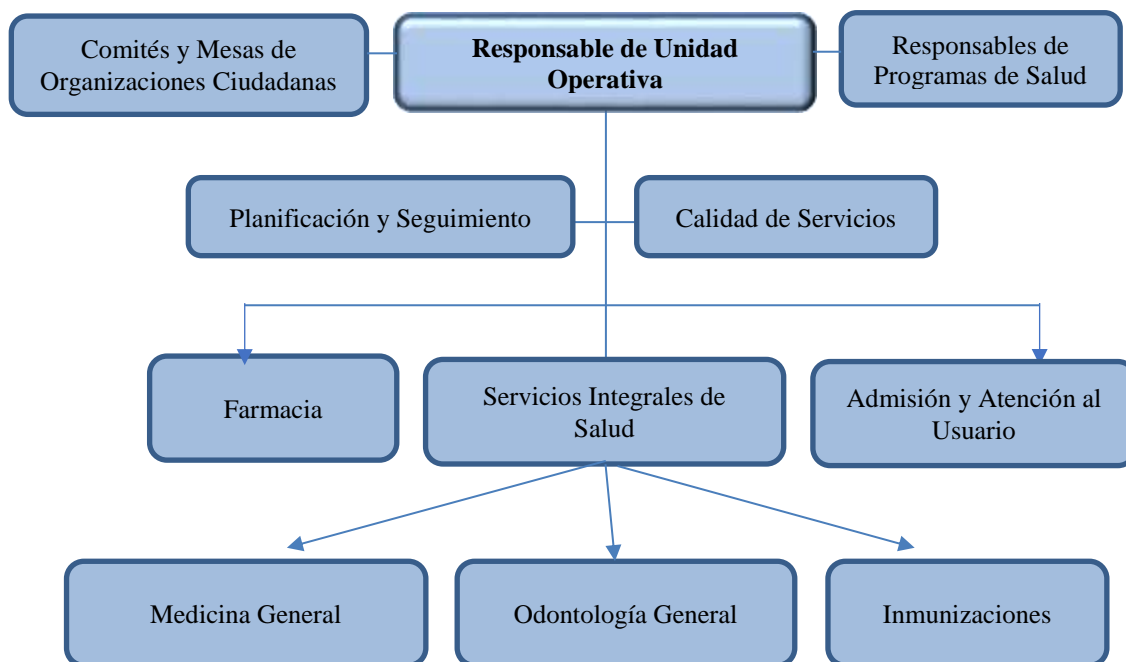 Comités y Mesas de
Organizaciones Ciudadanas
Responsable de Unidad
Operativa
Responsables de
Programas de Salud
Planificación y Seguimiento
Calidad de Servicios
Farmacia
Servicios Integrales de
Salud
Admisión y Atención al
Usuario
Medicina General
Odontología General
Inmunizaciones